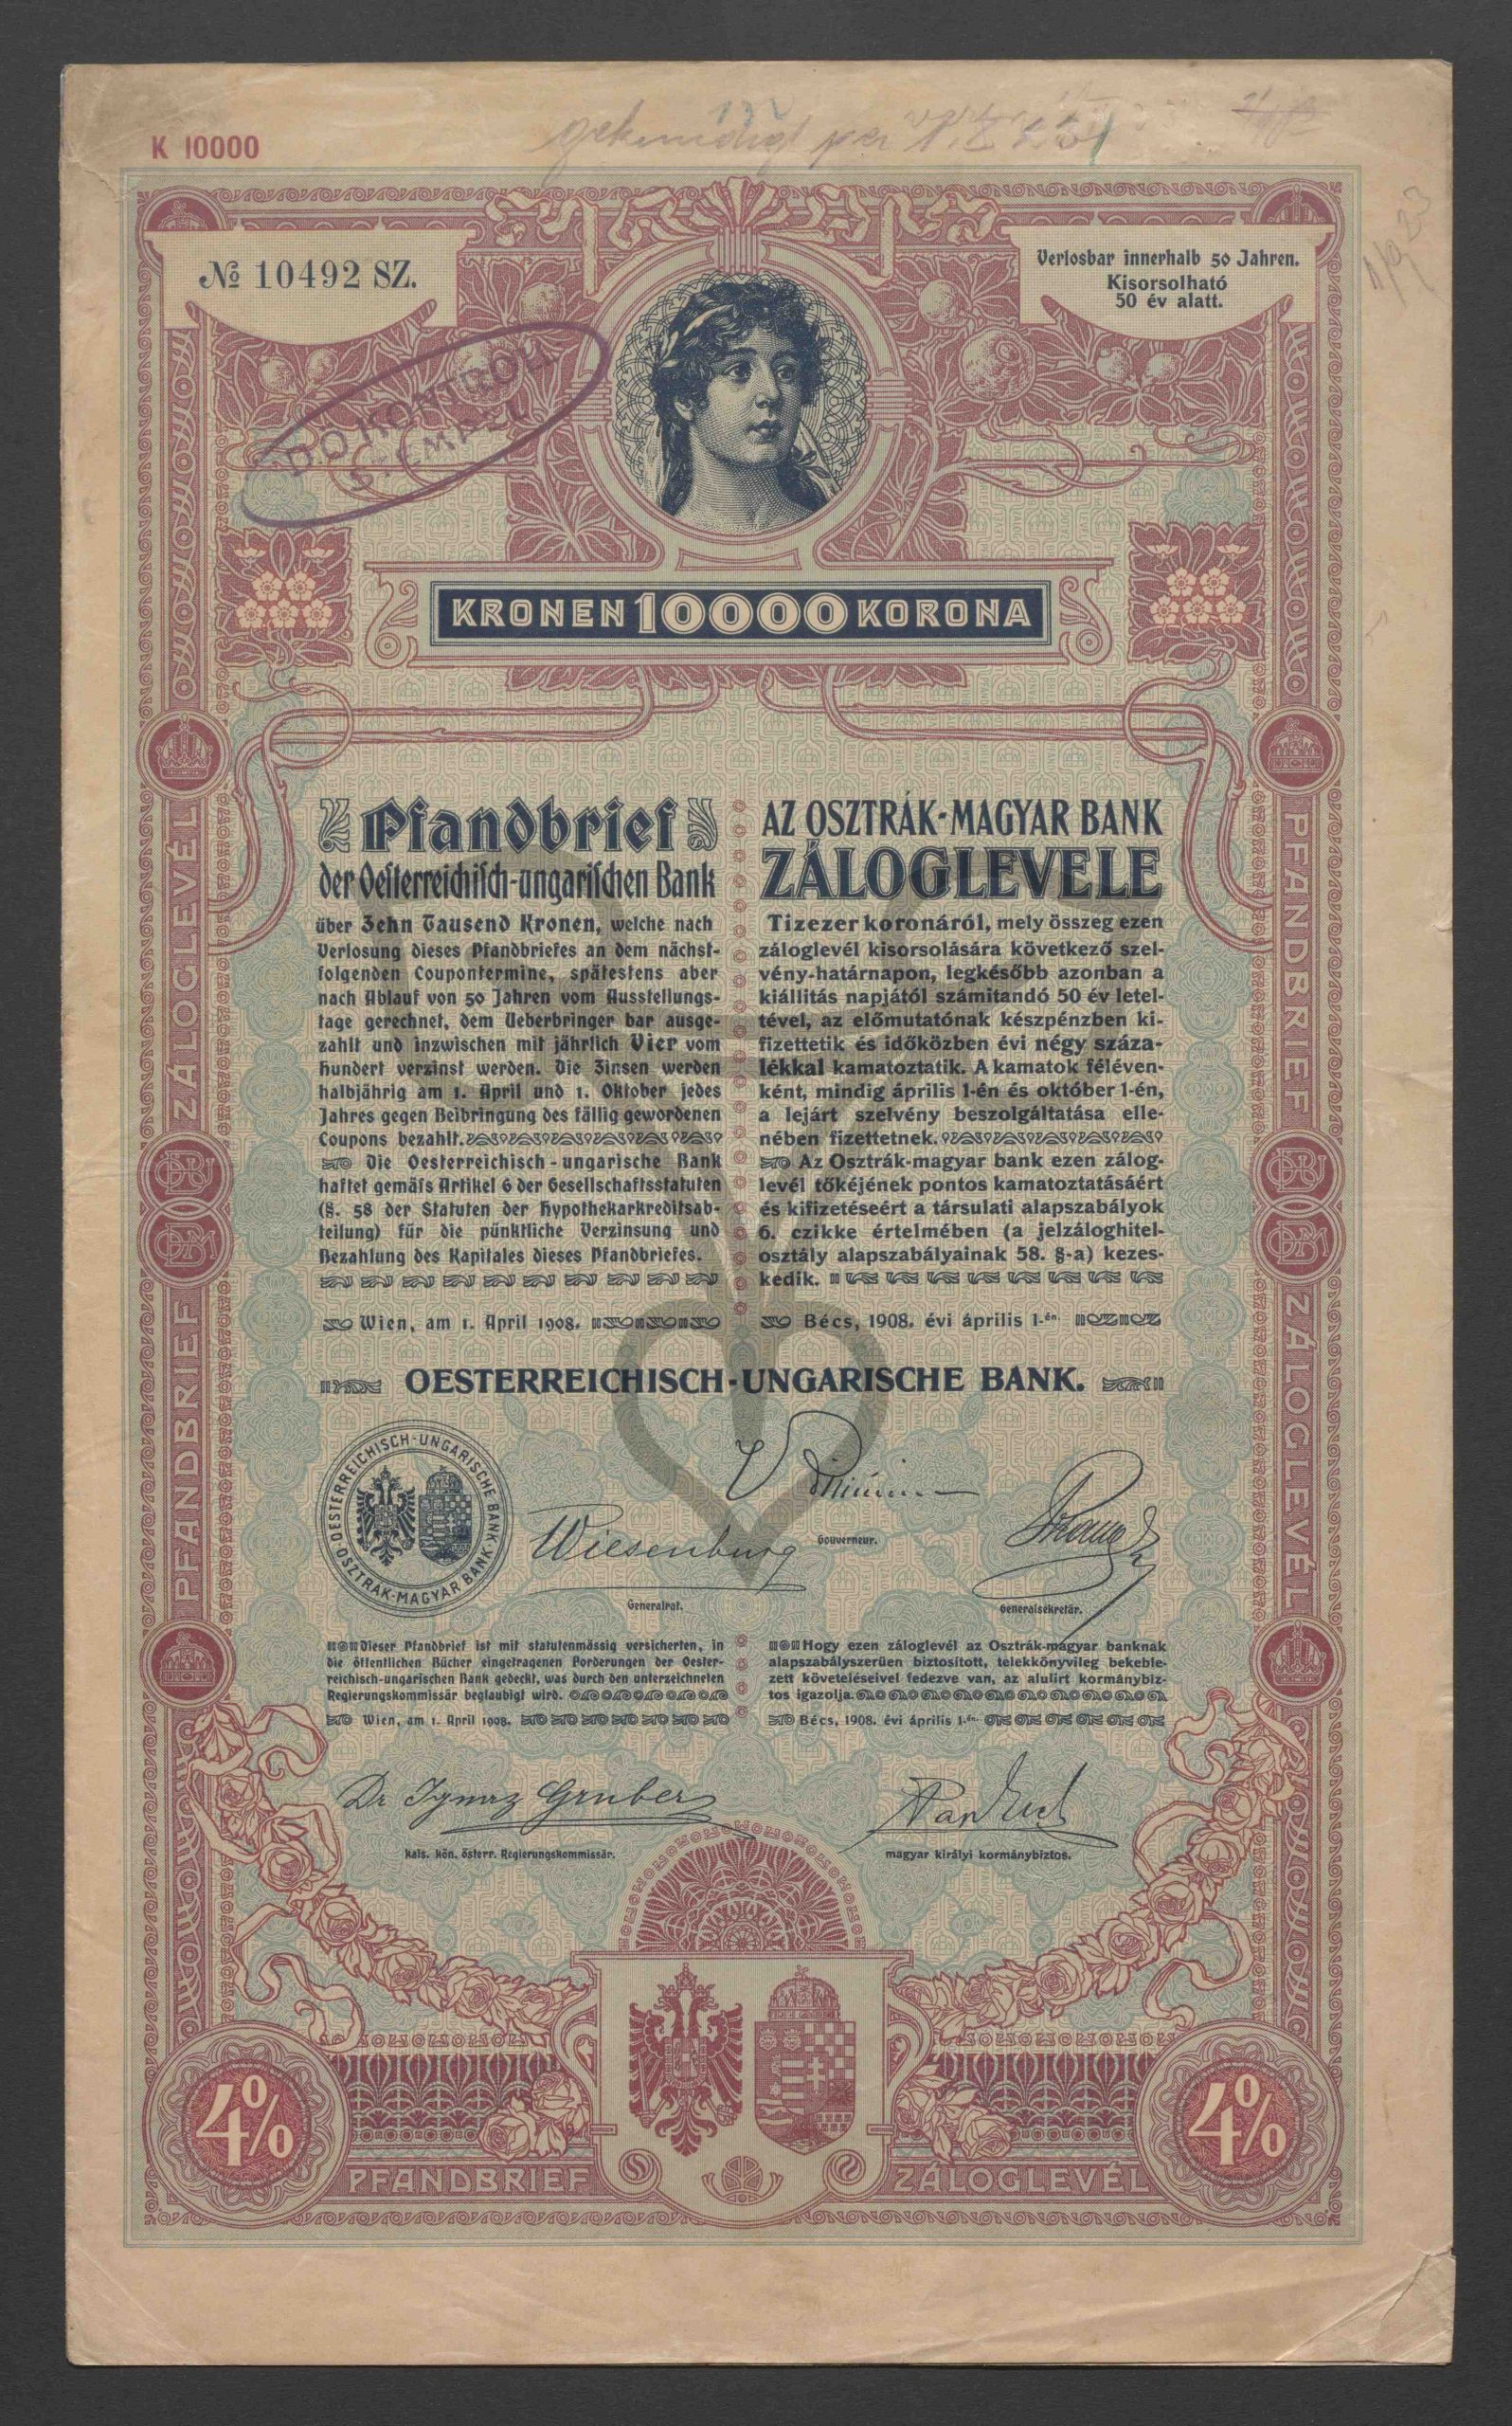 K 10000
gekündigt per
№ 10492 SZ.
Verlosbar innerhalb 50 Jahren.
Kisorsolható
50 év alatt.
D.Ö. KONTROLL
KRONEN 10000 KORONA
Pfandbrief
der Oesterreichisch-ungarischen Bank
über Zehn Tausend Kronen, welche nach
Verlosung dieses Pfandbriefes an dem nächst-
folgenden Coupontermine, spätestens aber
nach Ablauf von 50 Jahren vom Ausstellungs-
tage gerechnet, dem Ueberbringer bar ausge-
zahlt und inzwischen mit jährlich Vier vom
Hundert verzinst werden. Die Zinsen werden
halbjährig am 1. April und 1. Oktober jedes
Jahres gegen Beibringung des fällig gewordenen
Coupons bezahlt.
Die Oesterreichisch-ungarische Bank
haftet gemäß Artikel 6 der Gesellschaftsstatuten
(§. 58 der Statuten der Hypothekarkreditsab-
teilung) für die pünktliche Verzinsung und
Bezahlung des Kapitales dieses Pfandbriefes.
Wien, am 1. April 1908.
AZ OSZTRÁK-MAGYAR BANK
ZÁLOGLEVELE
Tizezer koronáról, mely összeg ezen
záloglevél kisorsolására következő szel-
vény-határnapon, legkésőbb azonban a
kiállitás napjától számitandó 50 év letel-
tével, az előmutatónak készpénzben ki-
fizettetik és időközben évi négy száza-
lékkal kamatoztatik. A kamatok féléven-
ként, mindig április 1-én és október 1-én,
a lejárt szelvény beszolgáltatása elle-
nében fizettetnek.
Az Osztrák-magyar bank ezen zálog-
levél tőkéjének pontos kamatoztatásáért
és kifizetéseért a társulati alapszabályok
6. czikke értelmében (a jelzáloghitel-
osztály alapszabályainak 58. §-a) kezes-
kedik.
Bécs, 1908. évi április 1-én
OESTERREICHISCH-UNGARISCHE BANK.
OESTERREICHISCH-UNGARISCHE BANK
OSZTRÁK-MAGYAR BANK
Wiesenburg
Generalrat.
Gouverneur.
Generalsekretär.
Dieser Pfandbrief ist mit statutenmässig versicherten, in
die öffentlichen Bücher eingetragenen Forderungen der Oester-
reichisch-ungarischen Bank gedeckt, was durch den unterzeichneten
Regierungskommissär beglaubigt wird.
Wien, am 1. April 1908.
Hogy ezen záloglevél az Osztrák-magyar banknak
alapszabályszerüen biztosított, telekkönyvileg bekeble-
zett követeléseivel fedezve van, az alulirt kormánybiz-
tos igazolja.
Bécs, 1908. évi április 1-én
Dr Ignaz Gruber
kais. kön. österr. Regierungskommissär.
magyar királyi kormánybiztos.
ZÁLOGLEVÉL
PFANDBRIEF
PFANDBRIEF
ZÁLOGLEVÉL
4%
PFANDBRIEF
ZÁLOGLEVÉL
4%